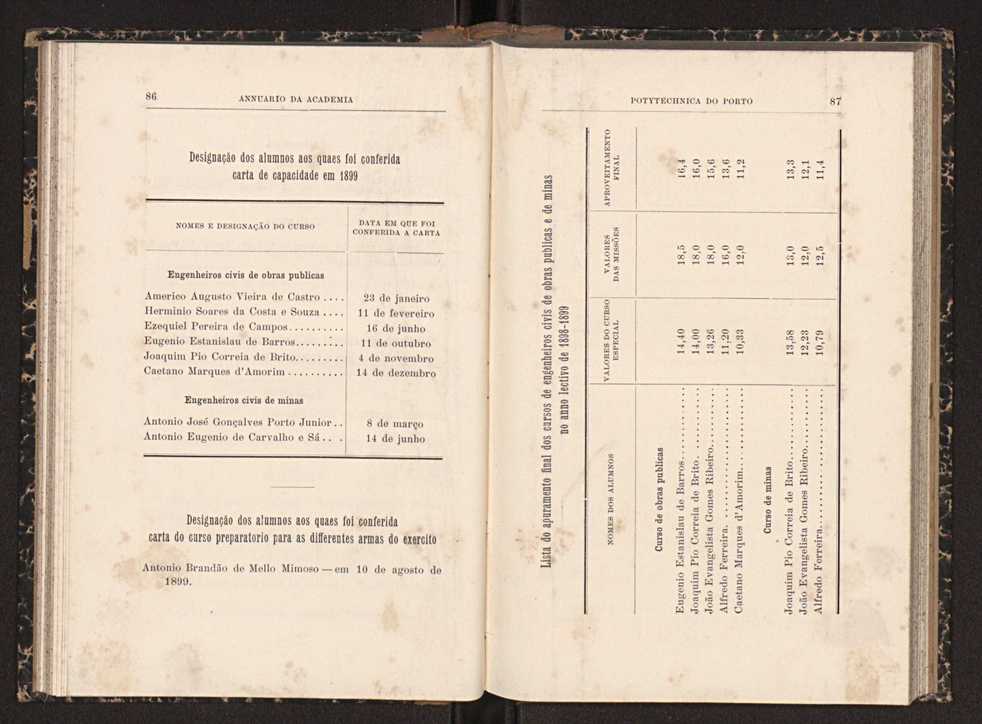 86
ANNUARIO DA ACADEMIA
Designação dos alumnos aos quaes foi conferida
carta de capacidade em 1899
NOMES E DESIGNAÇÃO DO CURSO
DATA EM QUE FOI
CONFERIDA A CARTA
Engenheiros civis de obras publicas
Americo Augusto Vieira de Castro .... 23 de janeiro
Herminio Soares da Costa e Souza .... 11 de fevereiro
Ezequiel Pereira de Campos.......... 16 de junho
Eugenio Estanislau de Barros......... 11 de outubro
Joaquim Pio Correia de Brito......... 4 de novembro
Caetano Marques d'Amorim .......... 14 de dezembro
Engenheiros civis de minas
Antonio José Gonçalves Porto Junior.. 8 de março
Antonio Eugenio de Carvalho e Sá.. . 14 de junho
Designação dos alumnos aos quaes foi conferida
carta do curso preparatorio para as differentes armas do exercito
Antonio Brandão de Mello Mimoso — em 10 de agosto de
1899.
POTYTECHNICA DO PORTO
87
Lista do apuramento final dos cursos de engenheiros civis de obras publicas e de minas
no anno lectivo de 1898-1899
NOMES DOS ALUMNOS
VALORES DO CURSO
ESPECIAL
VALORES
DAS MISSÕES
APROVEITAMENTO
FINAL
Curso de obras publicas
Eugenio Estanislau de Barros.......... 14,40 18,5 16,4
Joaquim Pio Correia de Brito.......... 14,00 18,0 16,0
João Evangelista Gomes Ribeiro........ 13,26 18,0 15,6
Alfredo Ferreira. .................... 11,20 16,0 13,6
Caetano Marques d'Amorim.............. 10,33 12,0 11,2
Curso de minas
Joaquim Pio Correia de Brito.......... 13,58 13,0 13,3
João Evangelista Gomes Ribeiro........ 12,23 12,0 12,1
Alfredo Ferreira...................... 10,79 12,5 11,4